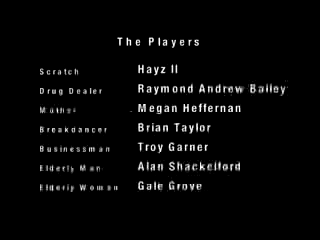 The Players
Scratch Hayz II
Drug Dealer Raymond Andrew Bailey
Mother Megan Heffernan
Breakdancer Brian Taylor
Businessman Troy Garner
Elderly Man Alan Shackelford
Elderly Woman Gale Grove